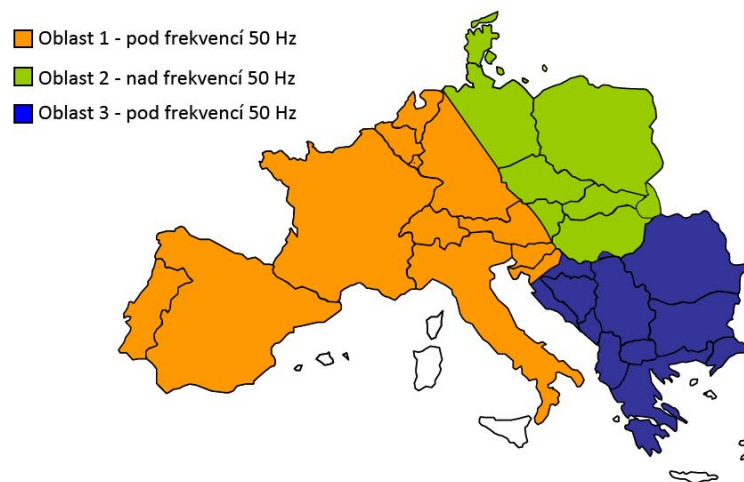 Oblast 1 - pod frekvencí 50 Hz
Oblast 2 - nad frekvencí 50 Hz
Oblast 3 - pod frekvencí 50 Hz